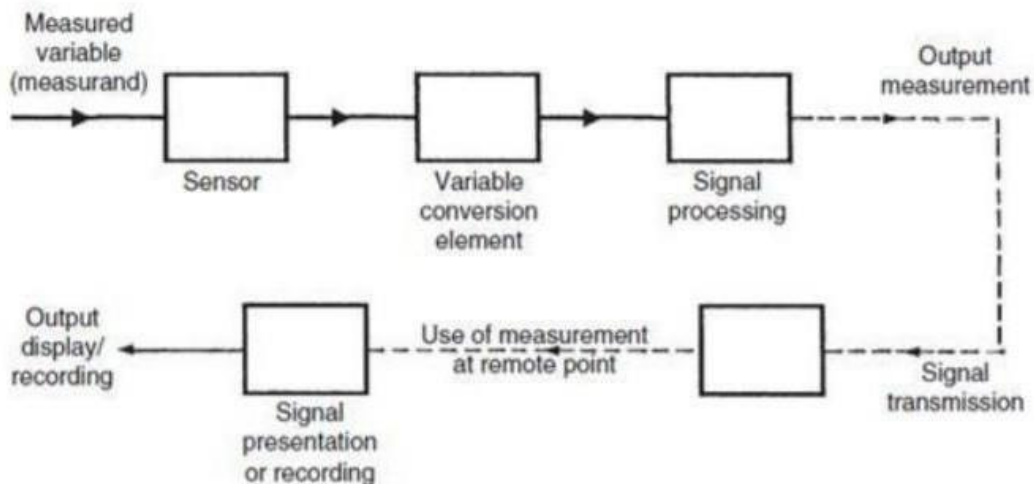 Measured
variable
(measurand)
Output
measurement
Sensor
Variable
conversion
element
Signal
processing
Output
display/
recording
Use of measurement
at remote point
Signal
transmission
Signal
presentation
or recording